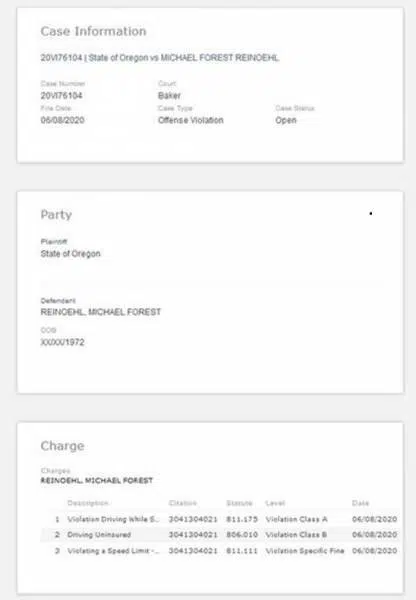 Case Information
20VI76104 | State of Oregon vs MICHAEL FOREST REINOEHL
Case Number Court
20VI76104 Baker
File Date Case Type Case Status
06/08/2020 Offense Violation Open
Party
Plaintiff
State of Oregon
Defendant
REINOEHL, MICHAEL FOREST
DOB
XX/XX/1972
Charge
Charges
REINOEHL, MICHAEL FOREST
Description Citation Statute Level Date
1 Violation Driving While S... 3041304021 811.175 Violation Class A 06/08/2020
2 Driving Uninsured 3041304021 806.010 Violation Class B 06/08/2020
3 Violating a Speed Limit -... 3041304021 811.111 Violation Specific Fine 06/08/2020